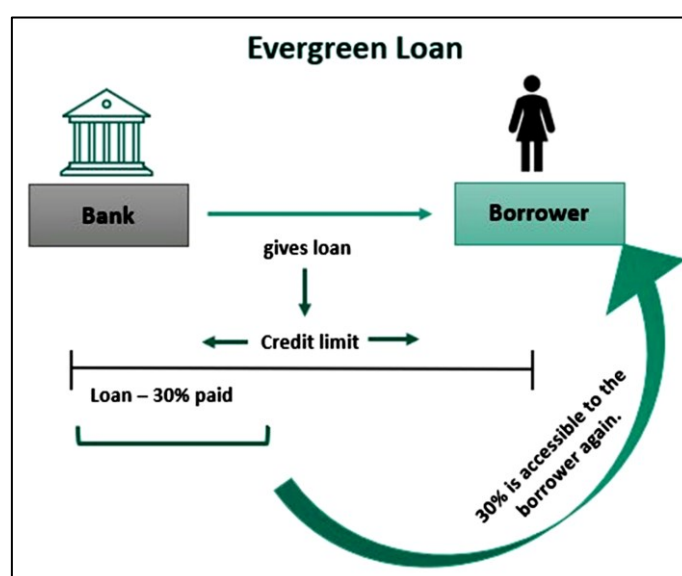 Evergreen Loan
Bank
Borrower
gives loan
Credit limit
Loan – 30% paid
30% is accessible to the
borrower again.